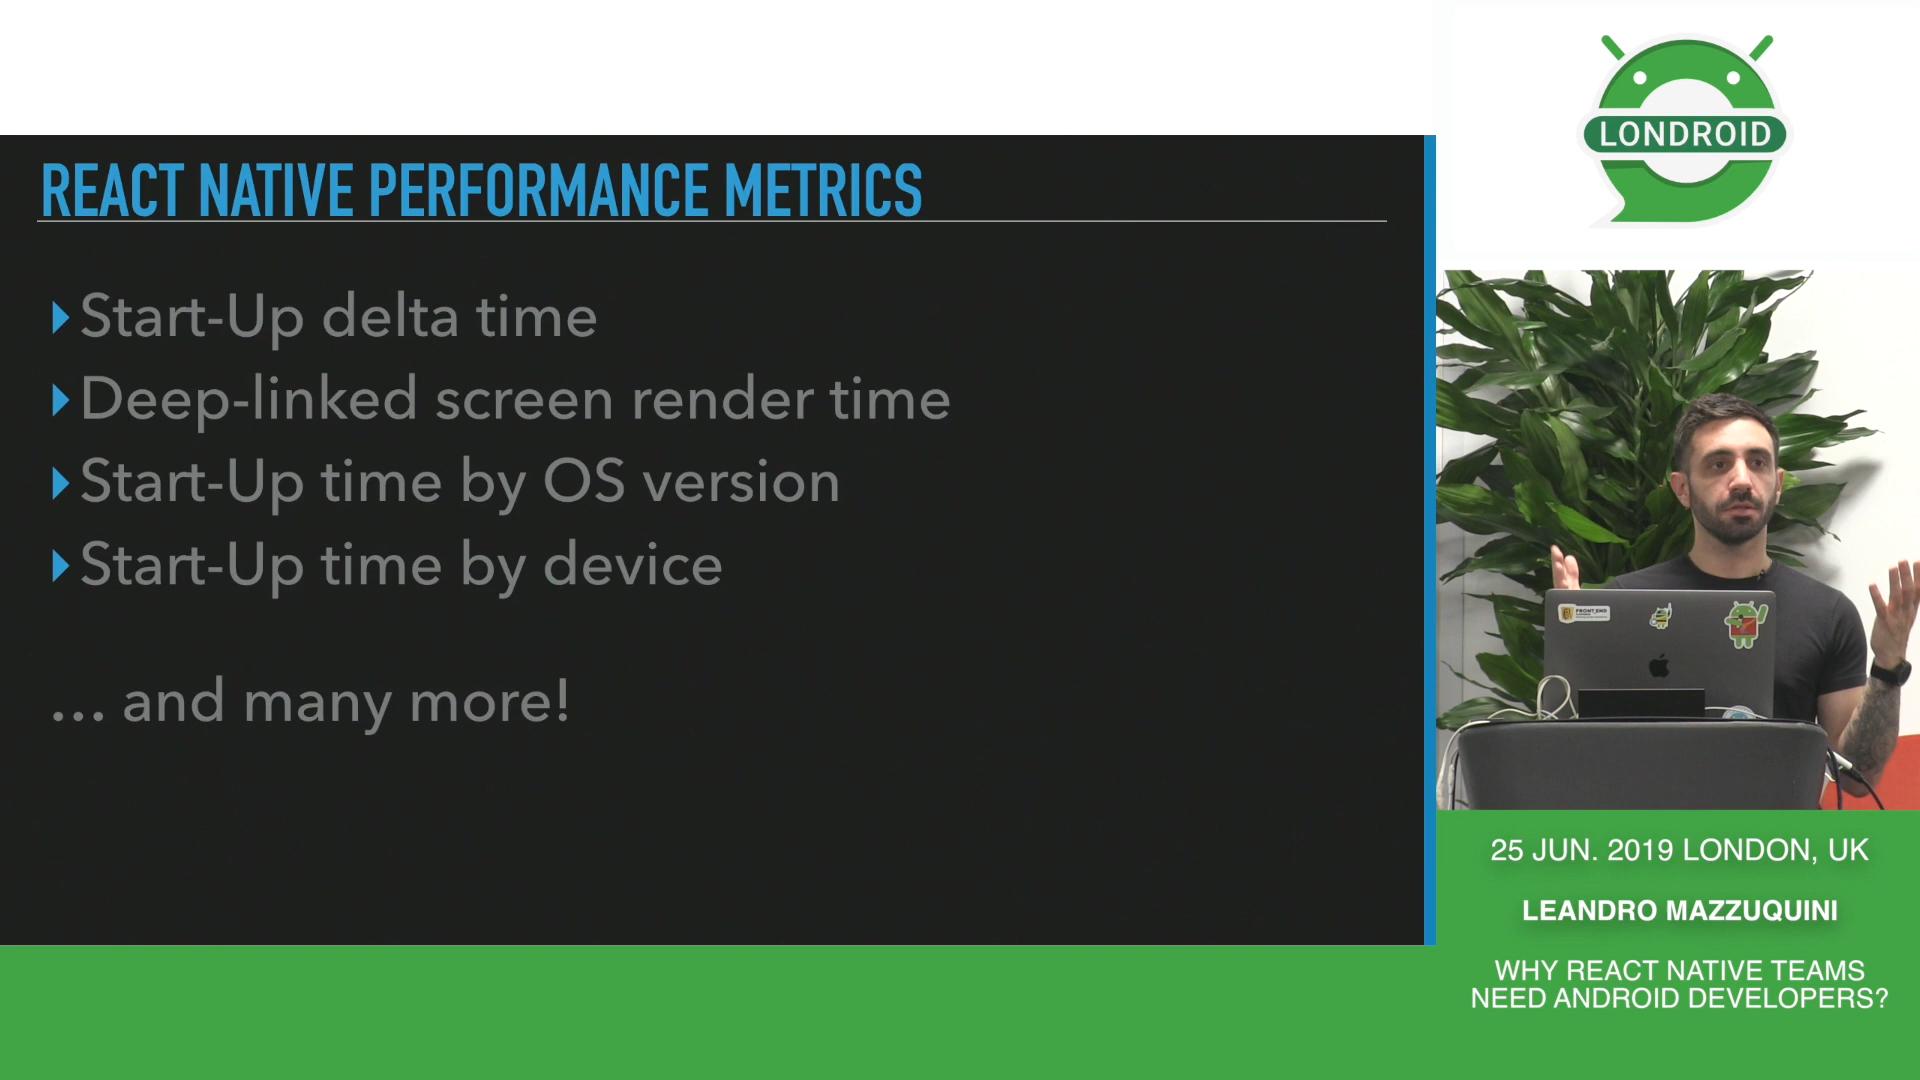 REACT NATIVE PERFORMANCE METRICS
Start-Up delta time
Deep-linked screen render time
Start-Up time by OS version
Start-Up time by device
... and many more!
LONDROID
FRONT END
25 JUN. 2019 LONDON, UK
LEANDRO MAZZUQUINI
WHY REACT NATIVE TEAMS
NEED ANDROID DEVELOPERS?